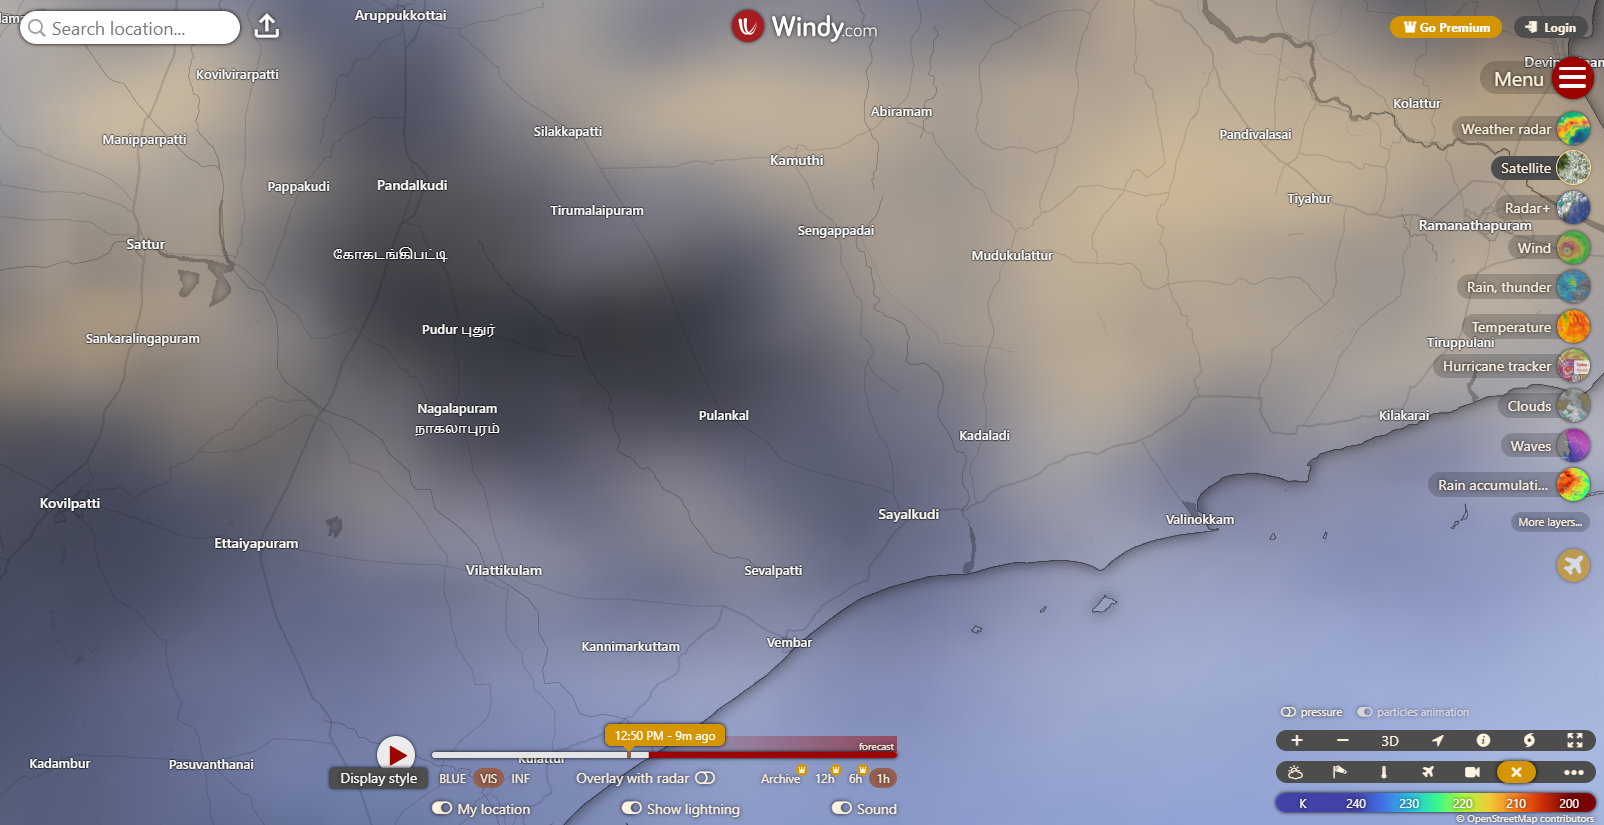 Search location...
Windy.com
Go Premium
Login
Menu
Weather radar
Satellite
Radar+
Wind
Rain, thunder
Temperature
Hurricane tracker
Clouds
Waves
Rain accumulati...
More layers...
Aruppukkottai
Kovilvirarpatti
Kolattur
Abiramam
Silakkapatti
Pandivalasai
Manipparpatti
Kamuthi
Pappakudi
Pandalkudi
Tiyahur
Tirumalaipuram
Ramanathapuram
Sengappadai
Sattur
கோகடங்கிபட்டி
Mudukulattur
Pudur புதுர்
Sankaralingapuram
Tiruppulani
Nagalapuram
நாகலாபுரம்
Pulankal
Kilakarai
Kadaladi
Kovilpatti
Sayalkudi
Valinokkam
Ettaiyapuram
Vilattikulam
Sevalpatti
Kannimarkuttam
Vembar
Kadambur
Pasuvanthanai
Kulattur
12:50 PM - 9m ago
forecast
Display style
BLUE VIS INF
Overlay with radar
Archive 12h 6h 1h
My location
Show lightning
Sound
pressure
particles animation
3D
K 240 230 220 210 200
© OpenStreetMap contributors